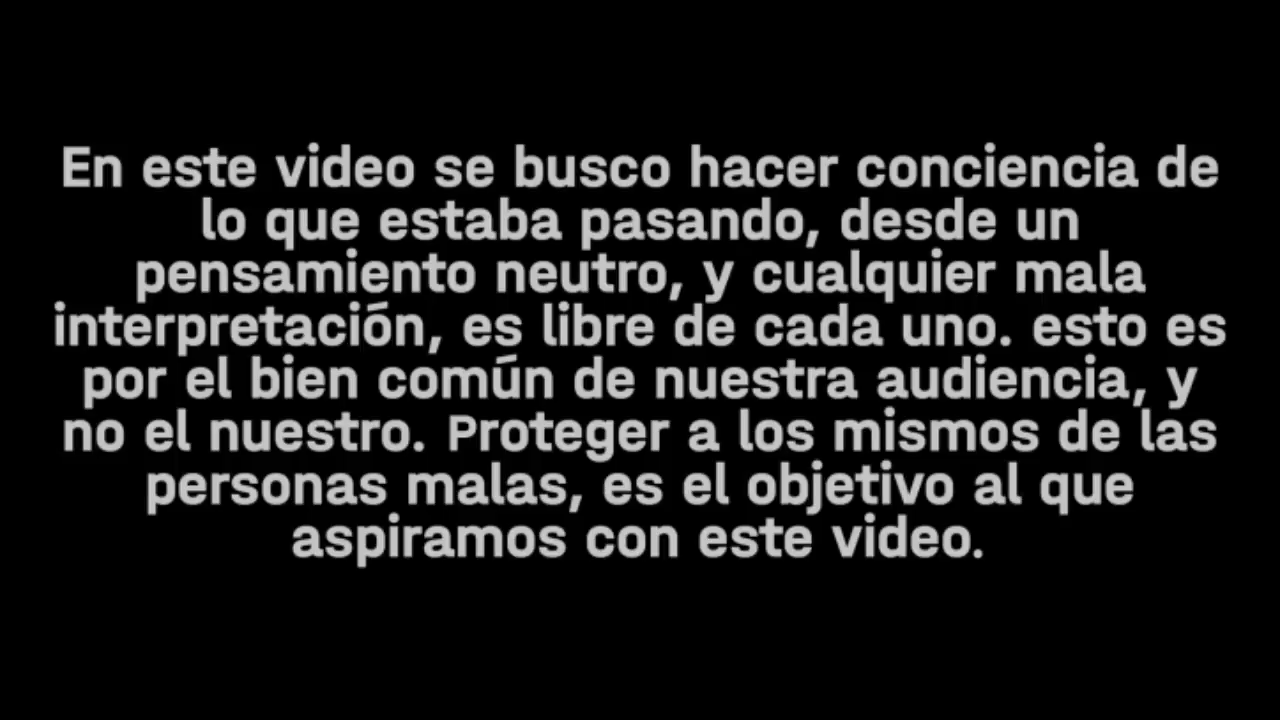 En este video se busco hacer conciencia de
lo que estaba pasando, desde un
pensamiento neutro, y cualquier mala
interpretación, es libre de cada uno. esto es
por el bien común de nuestra audiencia, y
no el nuestro. Proteger a los mismos de las
personas malas, es el objetivo al que
aspiramos con este video.